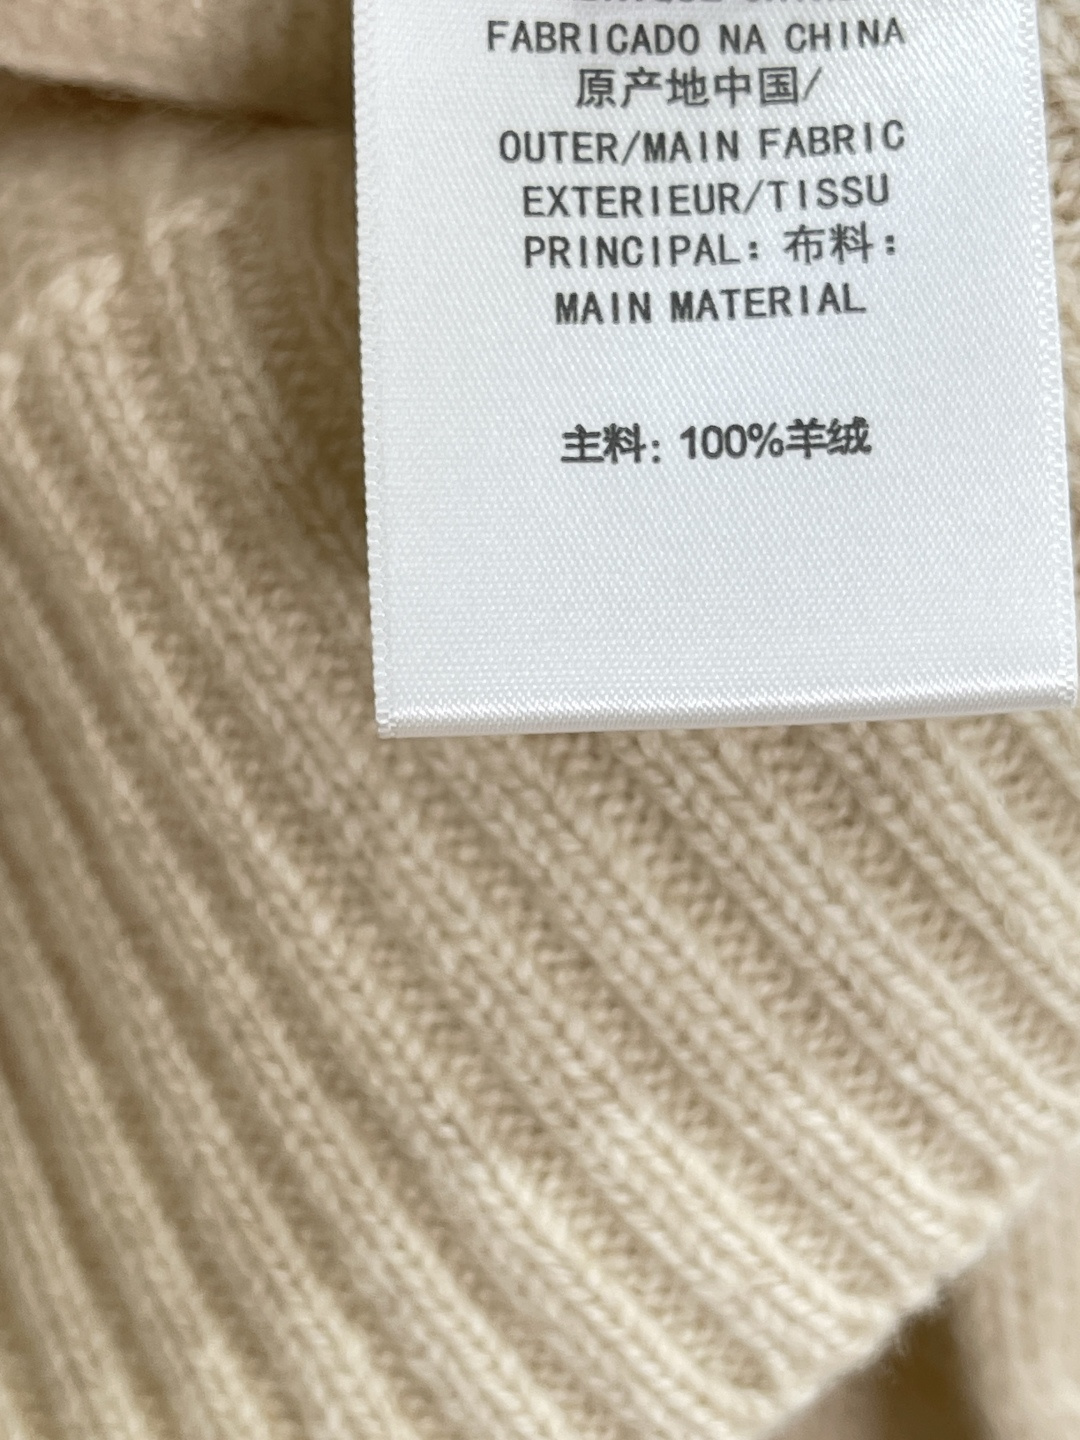 FABRICADO NA CHINA
原产地中国/
OUTER/MAIN FABRIC
EXTERIEUR/TISSU
PRINCIPAL: 布料:
MAIN MATERIAL
主料: 100%羊绒